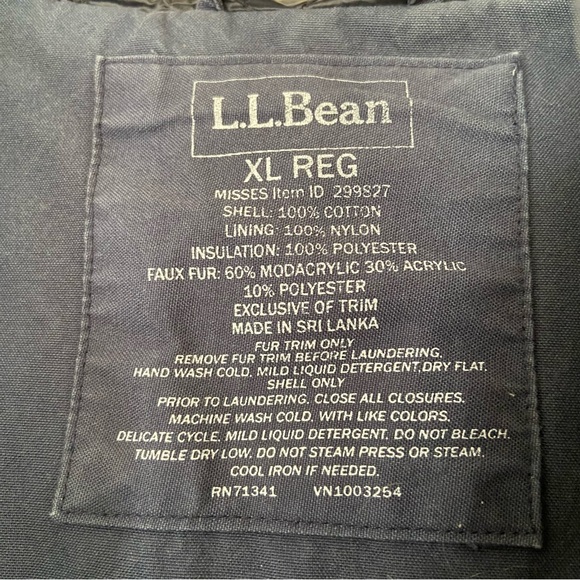 L.L.Bean
XL REG
MISSES Item ID 299827
SHELL: 100% COTTON
LINING: 100% NYLON
INSULATION: 100% POLYESTER
FAUX FUR: 60% MODACRYLIC 30% ACRYLIC
10% POLYESTER
EXCLUSIVE OF TRIM
MADE IN SRI LANKA
FUR TRIM ONLY
REMOVE FUR TRIM BEFORE LAUNDERING.
HAND WASH COLD. MILD LIQUID DETERGENT. DRY FLAT.
SHELL ONLY
PRIOR TO LAUNDERING. CLOSE ALL CLOSURES.
MACHINE WASH COLD. WITH LIKE COLORS.
DELICATE CYCLE. MILD LIQUID DETERGENT. DO NOT BLEACH.
TUMBLE DRY LOW. DO NOT STEAM PRESS OR STEAM.
COOL IRON IF NEEDED.
RN71341 VN1003254